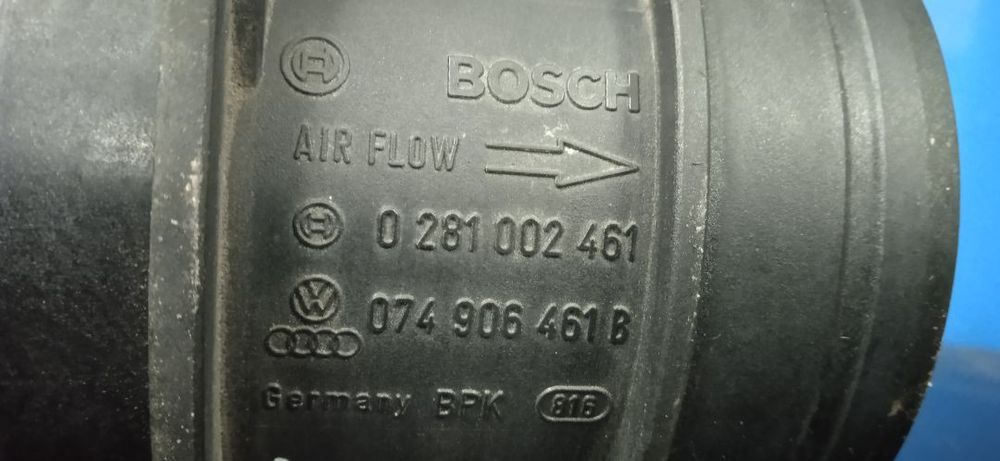 BOSCH
AIR FLOW
0 281 002 461
074 906 461 B
Germany BPK 816